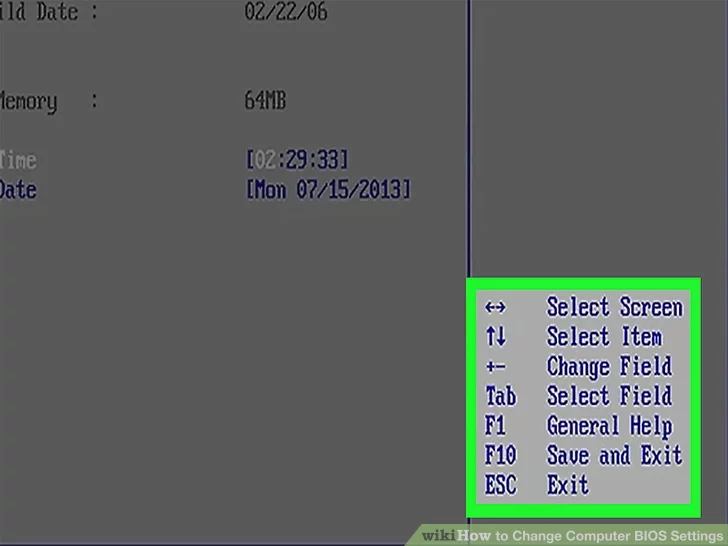 ild Date : 02/22/06
Memory : 64MB
Time [02:29:33]
Date [Mon 07/15/2013]
↔ Select Screen
↑↓ Select Item
+- Change Field
Tab Select Field
F1 General Help
F10 Save and Exit
ESC Exit
wikiHow to Change Computer BIOS Settings